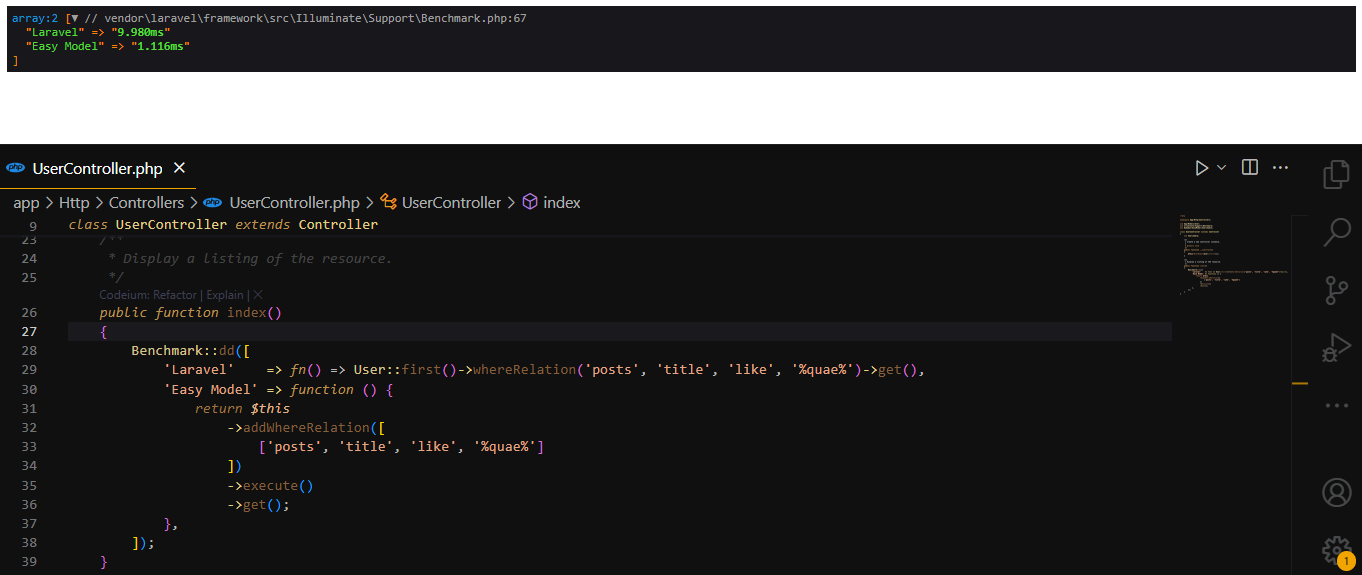 array:2 [▼ // vendor\laravel\framework\src\Illuminate\Support\Benchmark.php:67
  "Laravel" => "9.980ms"
  "Easy Model" => "1.116ms"
]
php UserController.php ×
app > Http > Controllers > php UserController.php > UserController > index
9 class UserController extends Controller
23 /**
24 * Display a listing of the resource.
25 */
Codeium: Refactor | Explain | ×
26 public function index()
27 {
28 Benchmark::dd([
29 'Laravel'    => fn() => User::first()->whereRelation('posts', 'title', 'like', '%quae%')->get(),
30 'Easy Model' => function () {
31 return $this
32 ->addWhereRelation([
33 ['posts', 'title', 'like', '%quae%']
34 ])
35 ->execute()
36 ->get();
37 },
38 ]);
39 }
1